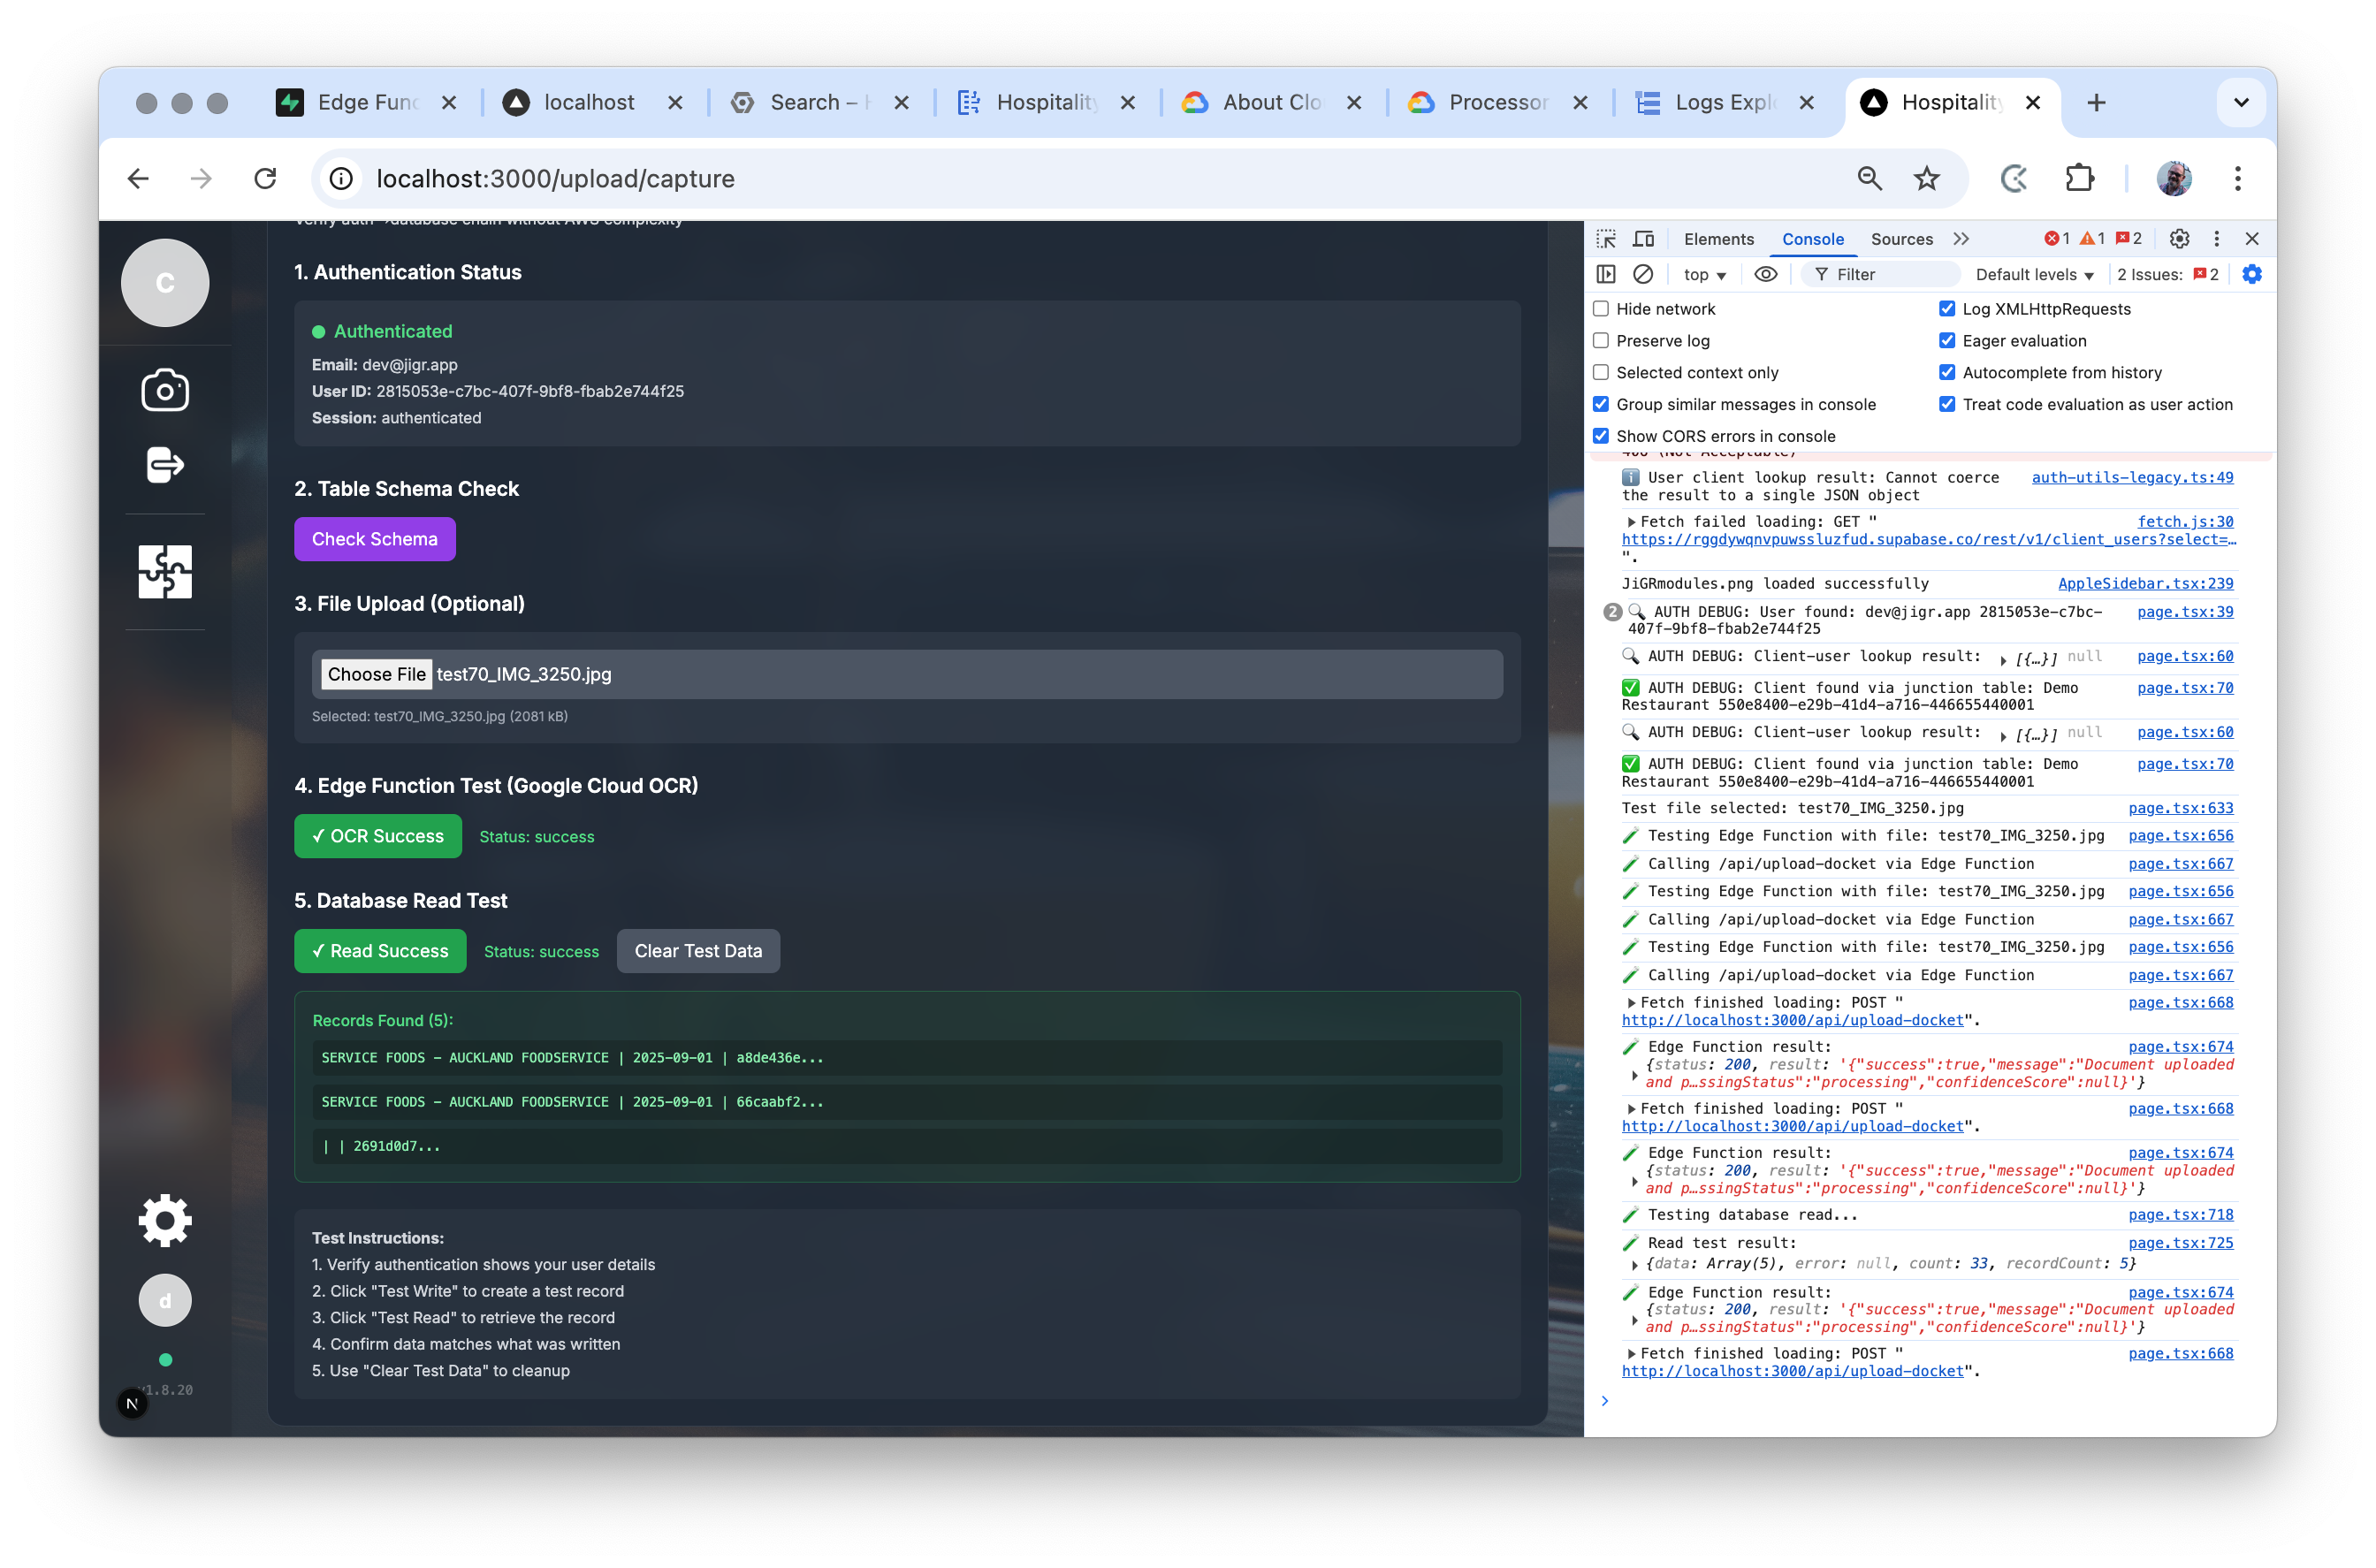 Edge Func
localhost
Search – H
Hospitality
About Clo
Processor
Logs Explo
Hospitality
localhost:3000/upload/capture
Verify auth→database chain without AWS complexity
C
1. Authentication Status
Authenticated
Email: dev@jigr.app
User ID: 2815053e-c7bc-407f-9bf8-fbab2e744f25
Session: authenticated
2. Table Schema Check
Check Schema
3. File Upload (Optional)
Choose File test70_IMG_3250.jpg
Selected: test70_IMG_3250.jpg (2081 kB)
4. Edge Function Test (Google Cloud OCR)
✓ OCR Success Status: success
5. Database Read Test
✓ Read Success Status: success Clear Test Data
Records Found (5):
SERVICE FOODS – AUCKLAND FOODSERVICE | 2025-09-01 | a8de436e...
SERVICE FOODS – AUCKLAND FOODSERVICE | 2025-09-01 | 66caabf2...
| | 2691d0d7...
Test Instructions:
1. Verify authentication shows your user details
2. Click "Test Write" to create a test record
3. Click "Test Read" to retrieve the record
4. Confirm data matches what was written
5. Use "Clear Test Data" to cleanup
d
v1.8.20
N
Elements Console Sources 1 1 2
top Filter Default levels 2 Issues: 2
Hide network Log XMLHttpRequests
Preserve log Eager evaluation
Selected context only Autocomplete from history
Group similar messages in console Treat code evaluation as user action
Show CORS errors in console
406 (Not Acceptable)
User client lookup result: Cannot coerce auth-utils-legacy.ts:49
the result to a single JSON object
Fetch failed loading: GET " fetch.js:30
https://rggdywqnvpuwssluzfud.supabase.co/rest/v1/client_users?select=…
".
JiGRmodules.png loaded successfully AppleSidebar.tsx:239
2 AUTH DEBUG: User found: dev@jigr.app 2815053e-c7bc- page.tsx:39
407f-9bf8-fbab2e744f25
AUTH DEBUG: Client-user lookup result: [{…}] null page.tsx:60
AUTH DEBUG: Client found via junction table: Demo page.tsx:70
Restaurant 550e8400-e29b-41d4-a716-446655440001
AUTH DEBUG: Client-user lookup result: [{…}] null page.tsx:60
AUTH DEBUG: Client found via junction table: Demo page.tsx:70
Restaurant 550e8400-e29b-41d4-a716-446655440001
Test file selected: test70_IMG_3250.jpg page.tsx:633
Testing Edge Function with file: test70_IMG_3250.jpg page.tsx:656
Calling /api/upload-docket via Edge Function page.tsx:667
Testing Edge Function with file: test70_IMG_3250.jpg page.tsx:656
Calling /api/upload-docket via Edge Function page.tsx:667
Testing Edge Function with file: test70_IMG_3250.jpg page.tsx:656
Calling /api/upload-docket via Edge Function page.tsx:667
Fetch finished loading: POST " page.tsx:668
http://localhost:3000/api/upload-docket".
Edge Function result: page.tsx:674
{status: 200, result: '{"success":true,"message":"Document uploaded
and p…ssingStatus":"processing","confidenceScore":null}'}
Fetch finished loading: POST " page.tsx:668
http://localhost:3000/api/upload-docket".
Edge Function result: page.tsx:674
{status: 200, result: '{"success":true,"message":"Document uploaded
and p…ssingStatus":"processing","confidenceScore":null}'}
Testing database read... page.tsx:718
Read test result: page.tsx:725
{data: Array(5), error: null, count: 33, recordCount: 5}
Edge Function result: page.tsx:674
{status: 200, result: '{"success":true,"message":"Document uploaded
and p…ssingStatus":"processing","confidenceScore":null}'}
Fetch finished loading: POST " page.tsx:668
http://localhost:3000/api/upload-docket".